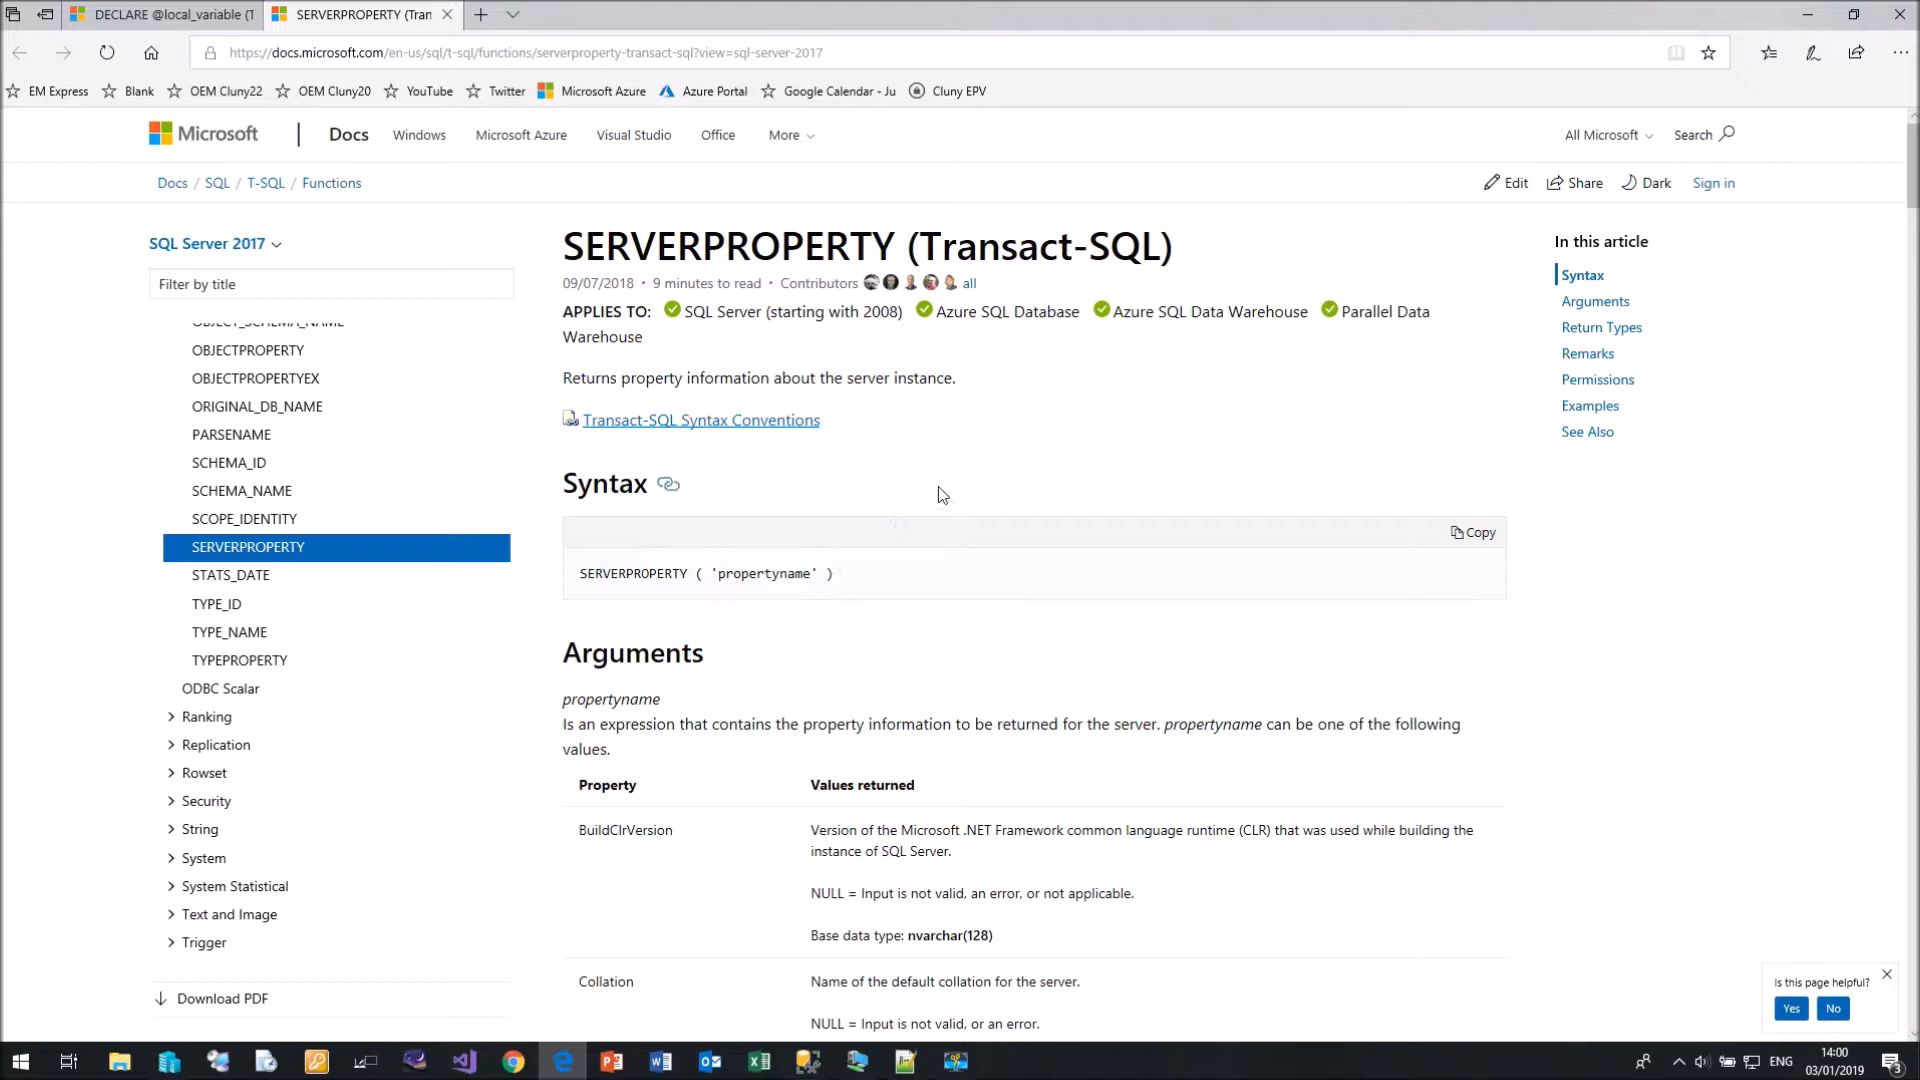 DECLARE @local_variable (T
SERVERPROPERTY (Tran
https://docs.microsoft.com/en-us/sql/t-sql/functions/serverproperty-transact-sql?view=sql-server-2017
EM Express
Blank
OEM Cluny22
OEM Cluny20
YouTube
Twitter
Microsoft Azure
Azure Portal
Google Calendar - Ju
Cluny EPV
Microsoft
Docs
Windows
Microsoft Azure
Visual Studio
Office
More
All Microsoft
Search
Docs / SQL / T-SQL / Functions
Edit
Share
Dark
Sign in
SQL Server 2017
Filter by title
OBJECT_SCHEMA_NAME
OBJECTPROPERTY
OBJECTPROPERTYEX
ORIGINAL_DB_NAME
PARSENAME
SCHEMA_ID
SCHEMA_NAME
SCOPE_IDENTITY
SERVERPROPERTY
STATS_DATE
TYPE_ID
TYPE_NAME
TYPEPROPERTY
ODBC Scalar
Ranking
Replication
Rowset
Security
String
System
System Statistical
Text and Image
Trigger
Download PDF
SERVERPROPERTY (Transact-SQL)
09/07/2018 • 9 minutes to read • Contributors all
APPLIES TO: SQL Server (starting with 2008) Azure SQL Database Azure SQL Data Warehouse Parallel Data
Warehouse
Returns property information about the server instance.
Transact-SQL Syntax Conventions
Syntax
Copy
SERVERPROPERTY ( 'propertyname' )
Arguments
propertyname
Is an expression that contains the property information to be returned for the server. propertyname can be one of the following
values.
Property Values returned
BuildClrVersion Version of the Microsoft .NET Framework common language runtime (CLR) that was used while building the
instance of SQL Server.
NULL = Input is not valid, an error, or not applicable.
Base data type: nvarchar(128)
Collation Name of the default collation for the server.
NULL = Input is not valid, or an error.
In this article
Syntax
Arguments
Return Types
Remarks
Permissions
Examples
See Also
Is this page helpful?
Yes
No
ENG
14:00
03/01/2019
3